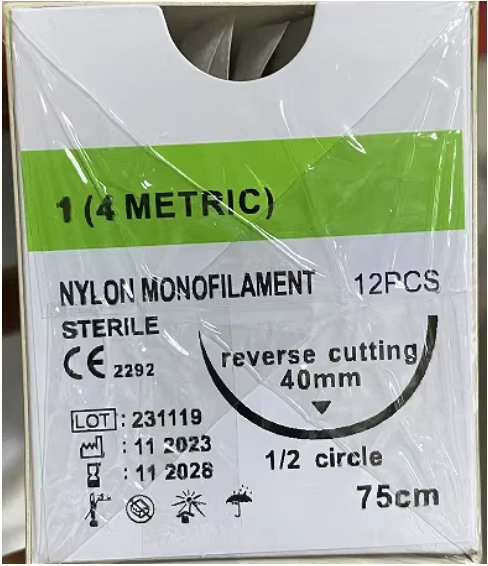 1 (4 METRIC)
NYLON MONOFILAMENT 12PCS
STERILE
CE 2292
reverse cutting
40mm
LOT : 231119
: 11 2023
: 11 2028
1/2 circle
75cm